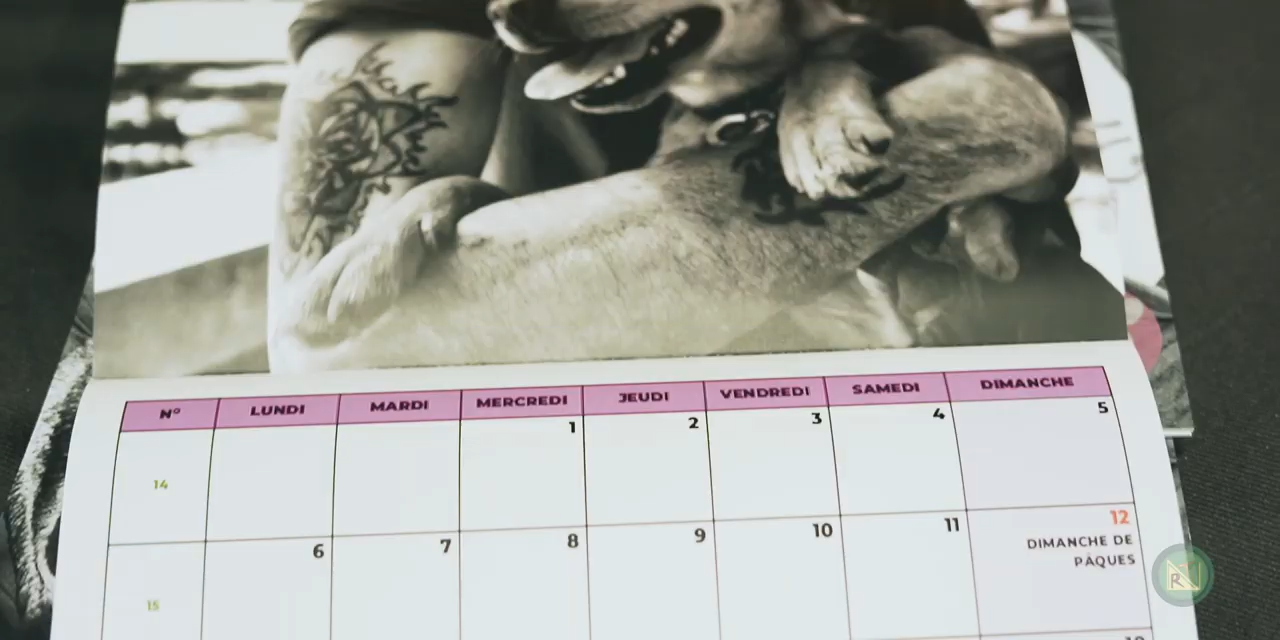 N° LUNDI MARDI MERCREDI JEUDI VENDREDI SAMEDI DIMANCHE
1 2 3 4 5
14
6 7 8 9 10 11 12
DIMANCHE DE
PÀQUES
15
R